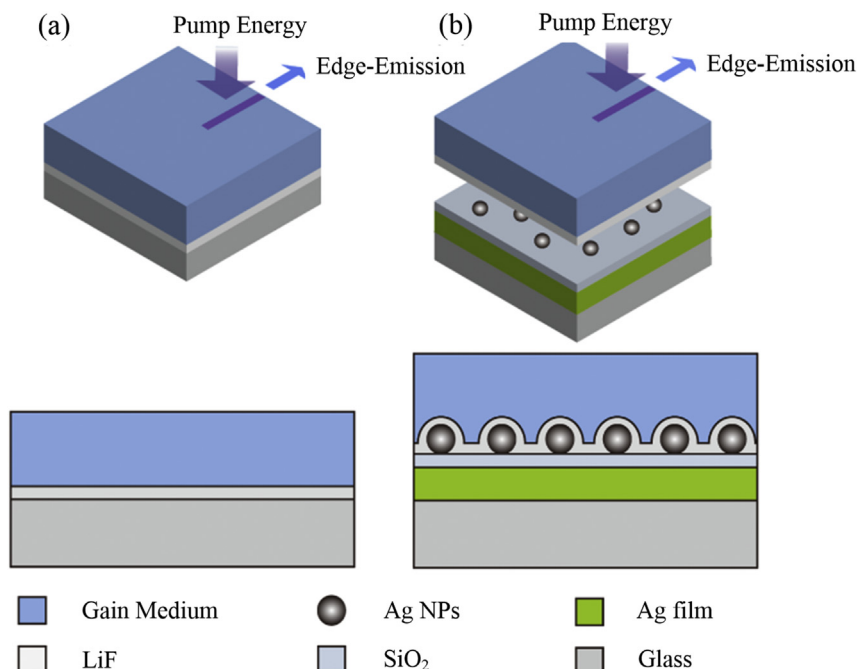 (a)
Pump Energy
Edge-Emission
(b)
Pump Energy
Edge-Emission
Gain Medium
Ag NPs
Ag film
LiF
SiO₂
Glass